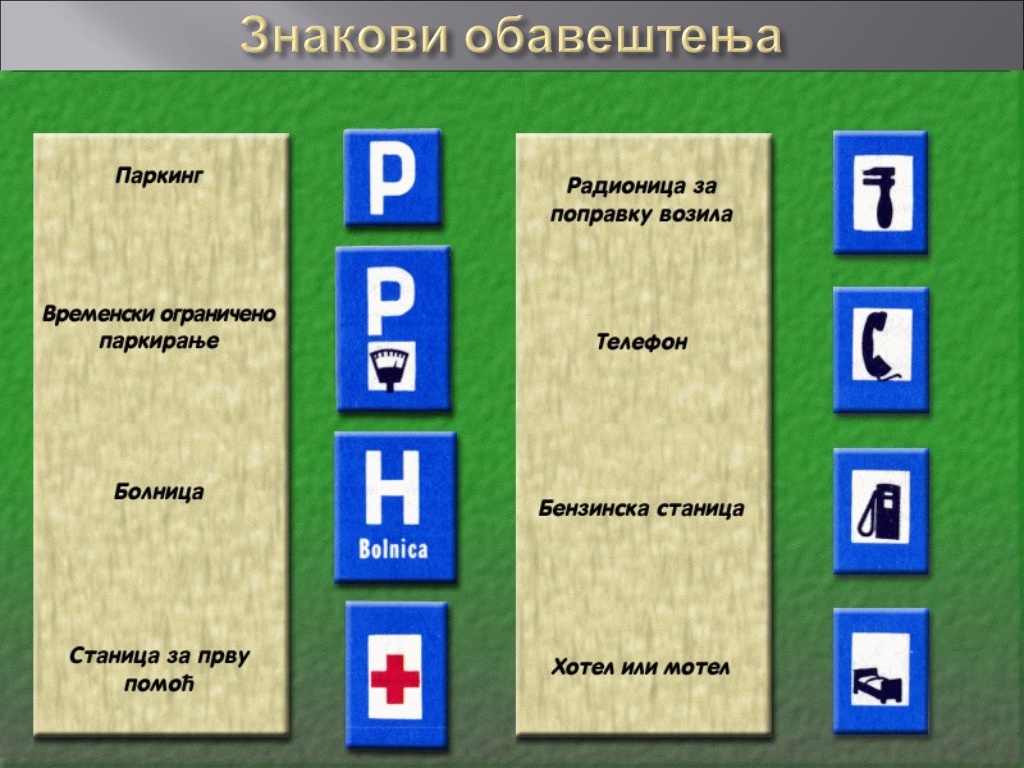 Знакови обавештења
Паркинг
P
Временски ограничено
паркирање
P
Болница
H
Bolnica
Станица за прву
помоћ
Радионица за
поправку возила
Телефон
Бензинска станица
Хотел или мотел